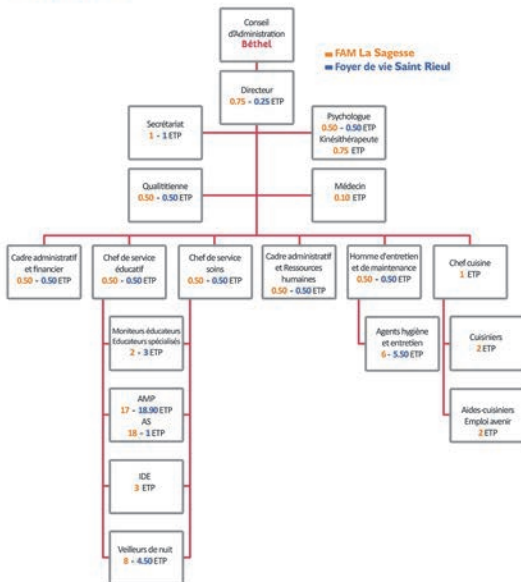 Conseil
d'Administration
Béthel
FAM La Sagesse
Foyer de vie Saint Rieul
Directeur
0.75 - 0.25 ETP
Secrétariat
1 - 1 ETP
Psychologue
0.50 - 0.50 ETP
Kinésithérapeute
0.75 ETP
Qualititienne
0.50 - 0.50 ETP
Médecin
0.10 ETP
Cadre administratif
et financier
0.50 - 0.50 ETP
Chef de service
éducatif
0.50 - 0.50 ETP
Chef de service
soins
0.50 - 0.50 ETP
Cadre administratif
et Ressources
humaines
0.50 - 0.50 ETP
Homme d'entretien
et de maintenance
0.50 - 0.50 ETP
Chef cuisine
1 ETP
Moniteurs éducateurs
Educateurs spécialisés
2 - 3 ETP
Agents hygiène
et entretien
6 - 5.50 ETP
Cuisiniers
2 ETP
AMP
17 - 18.90 ETP
AS
18 - 1 ETP
Aides-cuisiniers
Emploi avenir
2 ETP
IDE
3 ETP
Veilleurs de nuit
8 - 4.50 ETP